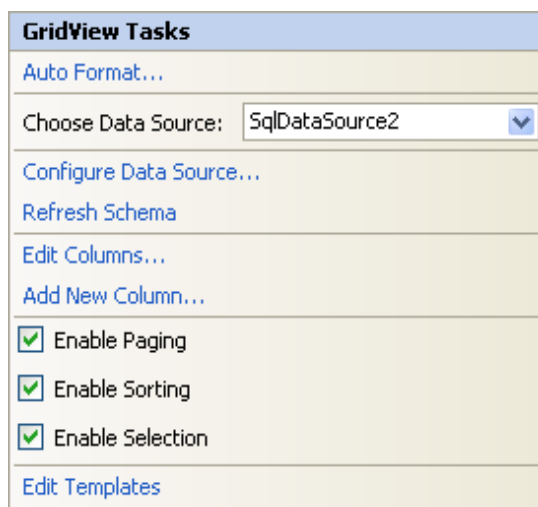 GridView Tasks
Auto Format...
Choose Data Source: SqlDataSource2
Configure Data Source...
Refresh Schema
Edit Columns...
Add New Column...
Enable Paging
Enable Sorting
Enable Selection
Edit Templates